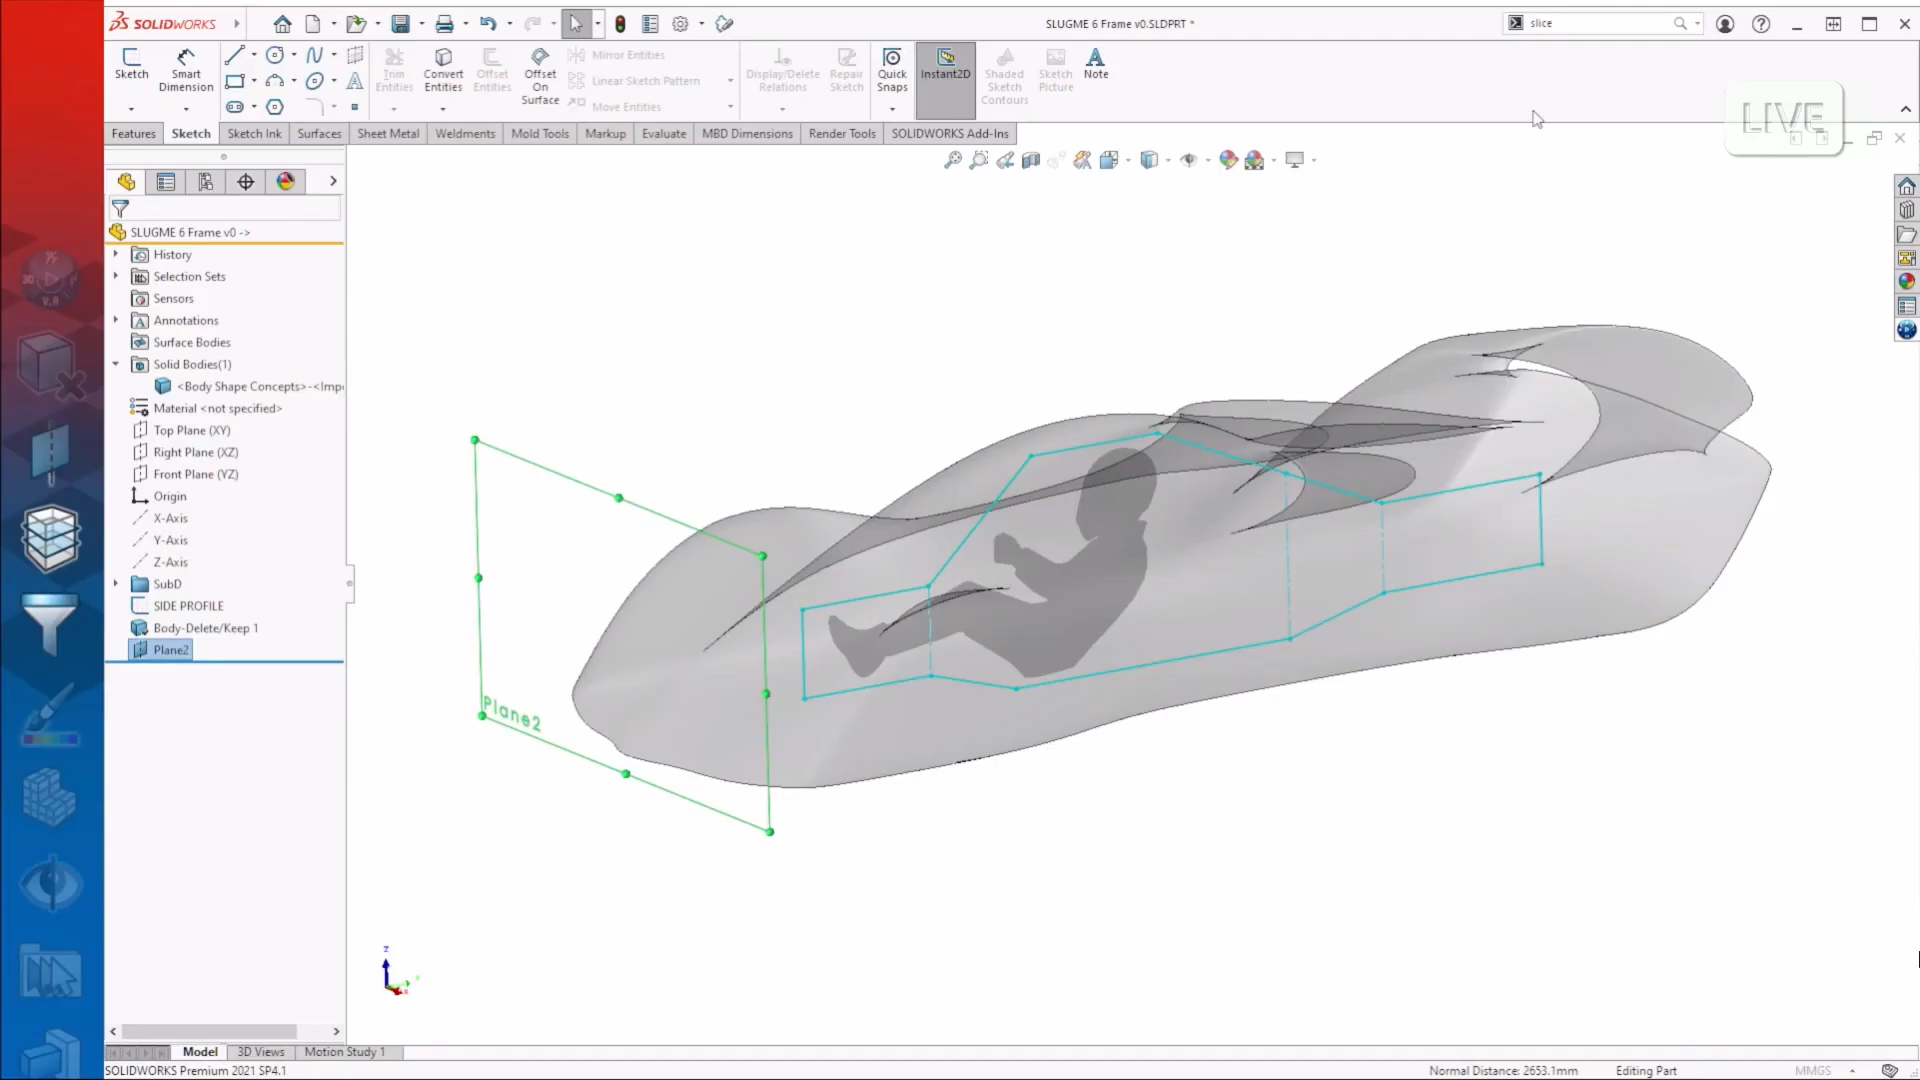 SOLIDWORKS
SLUGME 6 Frame v0.SLDPRT *
slice
Sketch
Smart Dimension
Trim Entities
Convert Entities
Offset Entities
Offset On Surface
Mirror Entities
Linear Sketch Pattern
Move Entities
Display/Delete Relations
Repair Sketch
Quick Snaps
Instant2D
Shaded Sketch Contours
Sketch Picture
Note
LIVE
Features
Sketch
Sketch Ink
Surfaces
Sheet Metal
Weldments
Mold Tools
Markup
Evaluate
MBD Dimensions
Render Tools
SOLIDWORKS Add-Ins
SLUGME 6 Frame v0 ->
History
Selection Sets
Sensors
Annotations
Surface Bodies
Solid Bodies(1)
<Body Shape Concepts>-<Imp
Material <not specified>
Top Plane (XY)
Right Plane (XZ)
Front Plane (YZ)
Origin
X-Axis
Y-Axis
Z-Axis
SubD
SIDE PROFILE
Body-Delete/Keep 1
Plane2
Plane2
Z
Y
X
Model
3D Views
Motion Study 1
SOLIDWORKS Premium 2021 SP4.1
Normal Distance: 2653.1mm
Editing Part
MMGS